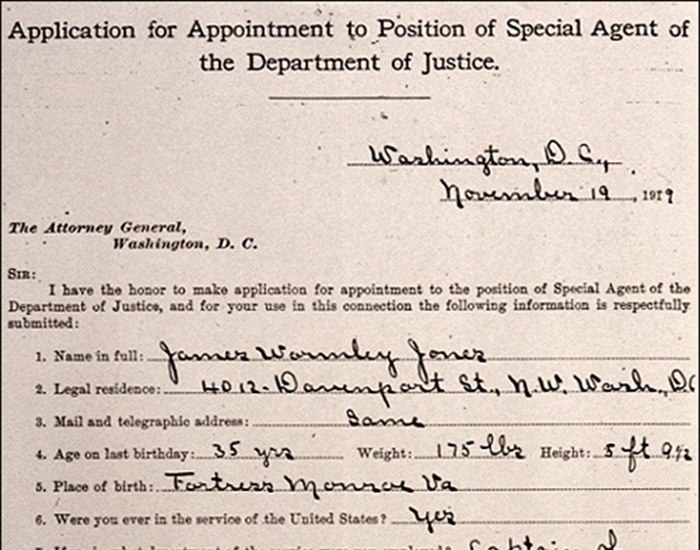 Application for Appointment to Position of Special Agent of
the Department of Justice.
Washington, D. C.,
November 19, 1919
The Attorney General,
Washington, D. C.
SIR:
I have the honor to make application for appointment to the position of Special Agent of the
Department of Justice, and for your use in this connection the following information is respectfully
submitted:
1. Name in full: James Wormley Jones
2. Legal residence: 4012- Davenport St., N.W. Wash., D.C
3. Mail and telegraphic address: Same
4. Age on last birthday: 35 yrs Weight: 175 lbs Height: 5 ft 9½
5. Place of birth: Fortress Monroe Va
6. Were you ever in the service of the United States? Yes